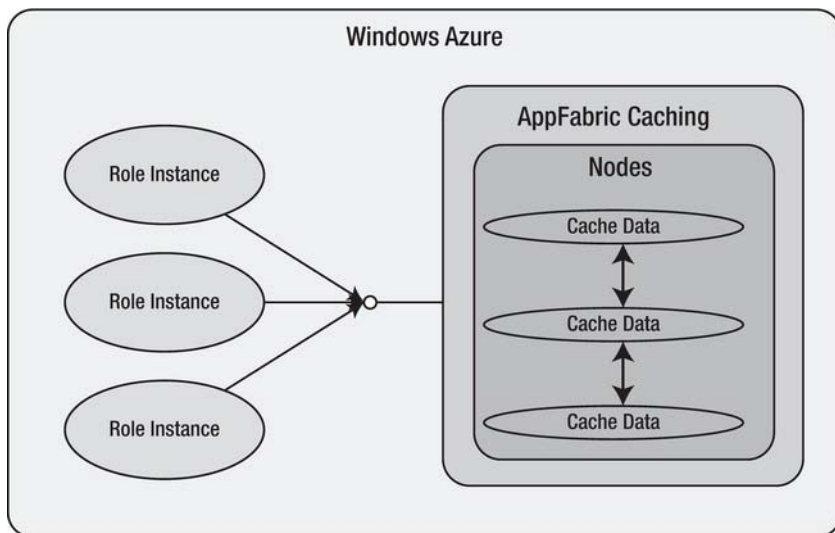 Windows Azure
Role Instance
Role Instance
Role Instance
AppFabric Caching
Nodes
Cache Data
Cache Data
Cache Data